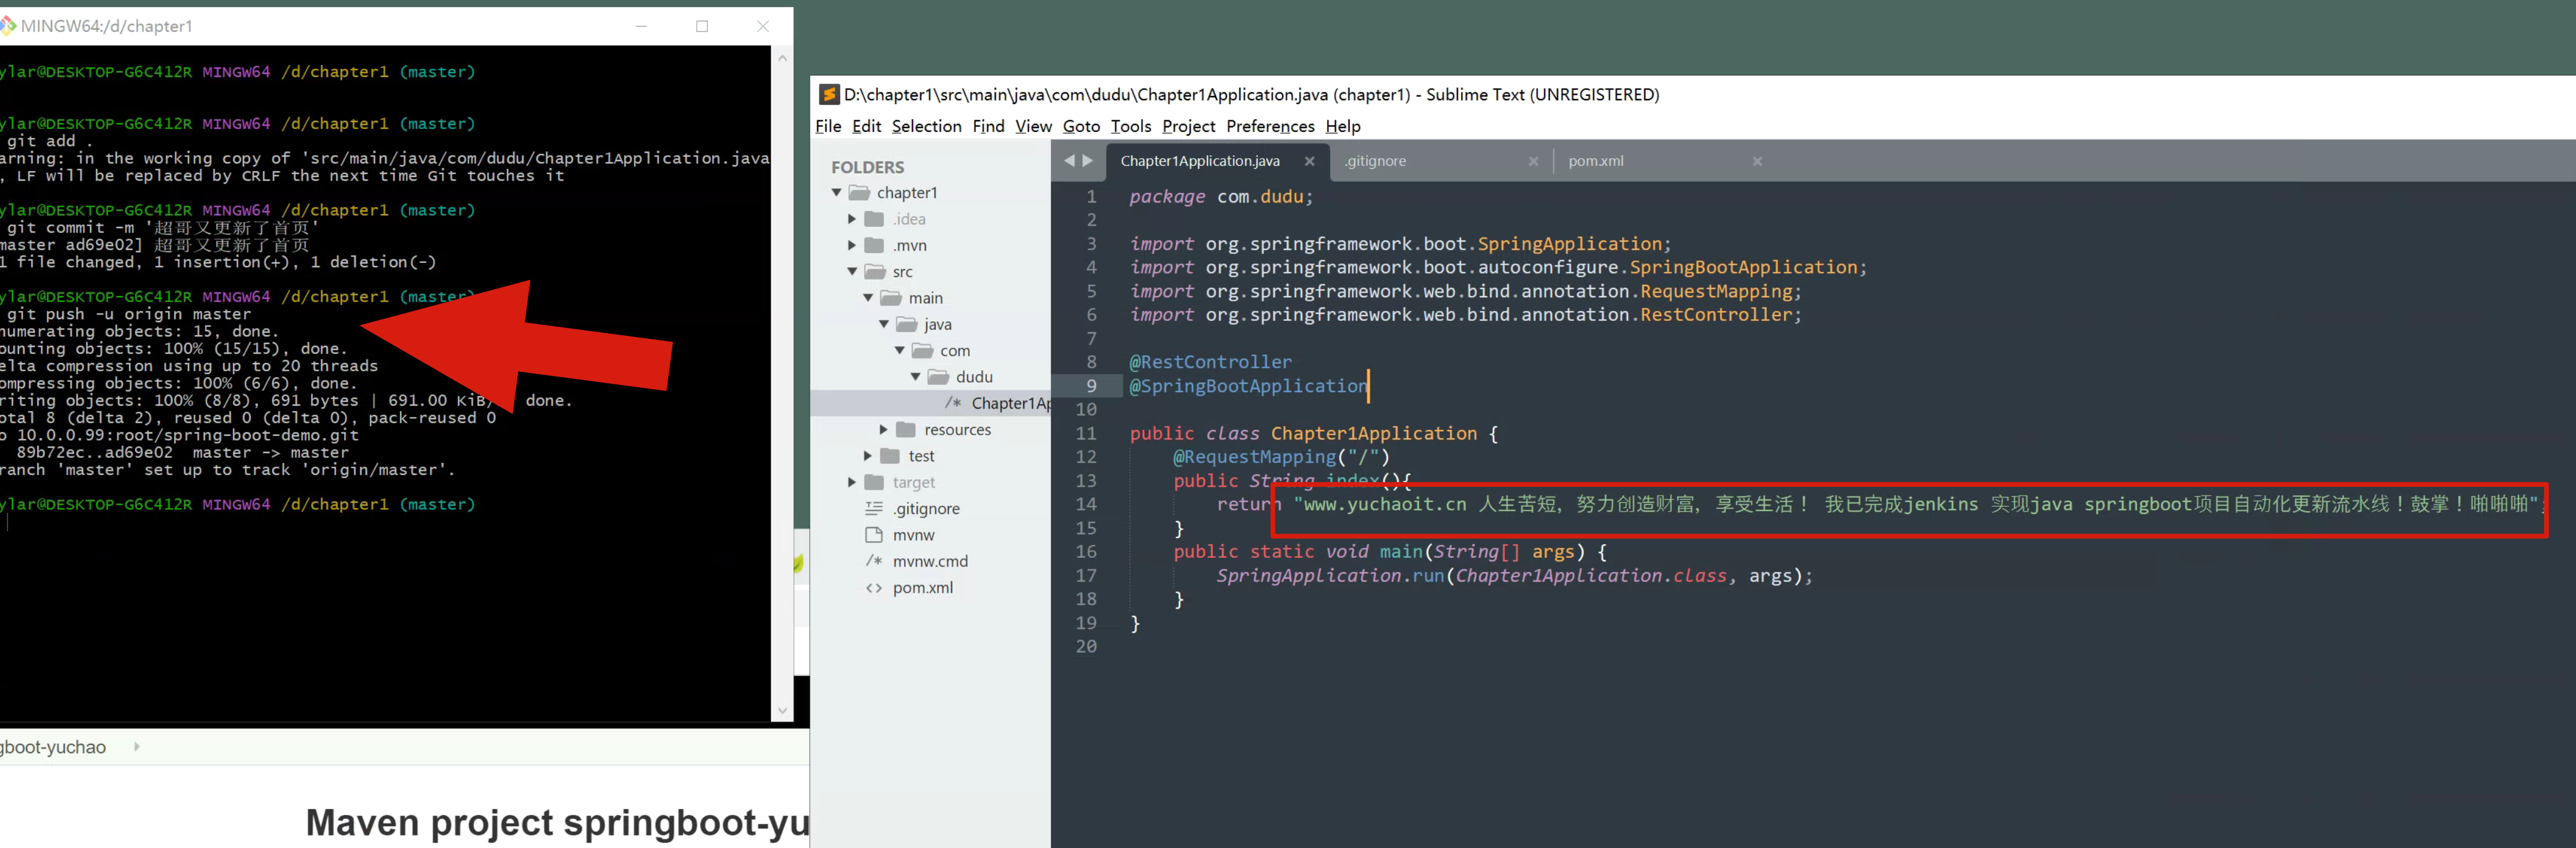 MINGW64:/d/chapter1
ylar@DESKTOP-G6C412R MINGW64 /d/chapter1 (master)
ylar@DESKTOP-G6C412R MINGW64 /d/chapter1 (master)
git add .
arning: in the working copy of 'src/main/java/com/dudu/Chapter1Application.java
, LF will be replaced by CRLF the next time Git touches it
ylar@DESKTOP-G6C412R MINGW64 /d/chapter1 (master)
git commit -m '超哥又更新了首页'
master ad69e02] 超哥又更新了首页
1 file changed, 1 insertion(+), 1 deletion(-)
ylar@DESKTOP-G6C412R MINGW64 /d/chapter1 (master)
git push -u origin master
numerating objects: 15, done.
ounting objects: 100% (15/15), done.
elta compression using up to 20 threads
ompressing objects: 100% (6/6), done.
riting objects: 100% (8/8), 691 bytes | 691.00 KiB/ done.
otal 8 (delta 2), reused 0 (delta 0), pack-reused 0
o 10.0.0.99:root/spring-boot-demo.git
89b72ec..ad69e02 master -> master
ranch 'master' set up to track 'origin/master'.
ylar@DESKTOP-G6C412R MINGW64 /d/chapter1 (master)
gboot-yuchao
Maven project springboot-yu
D:\chapter1\src\main\java\com\dudu\Chapter1Application.java (chapter1) - Sublime Text (UNREGISTERED)
File Edit Selection Find View Goto Tools Project Preferences Help
FOLDERS
chapter1
.idea
.mvn
src
main
java
com
dudu
/* Chapter1Ap
resources
test
target
.gitignore
mvnw
/* mvnw.cmd
<> pom.xml
Chapter1Application.java × .gitignore × pom.xml ×
1 package com.dudu;
2
3 import org.springframework.boot.SpringApplication;
4 import org.springframework.boot.autoconfigure.SpringBootApplication;
5 import org.springframework.web.bind.annotation.RequestMapping;
6 import org.springframework.web.bind.annotation.RestController;
7
8 @RestController
9 @SpringBootApplication
10
11 public class Chapter1Application {
12 @RequestMapping("/")
13 public String index(){
14 return "www.yuchaoit.cn 人生苦短，努力创造财富，享受生活！ 我已完成jenkins 实现java springboot项目自动化更新流水线！鼓掌！啪啪啪";
15 }
16 public static void main(String[] args) {
17 SpringApplication.run(Chapter1Application.class, args);
18 }
19 }
20